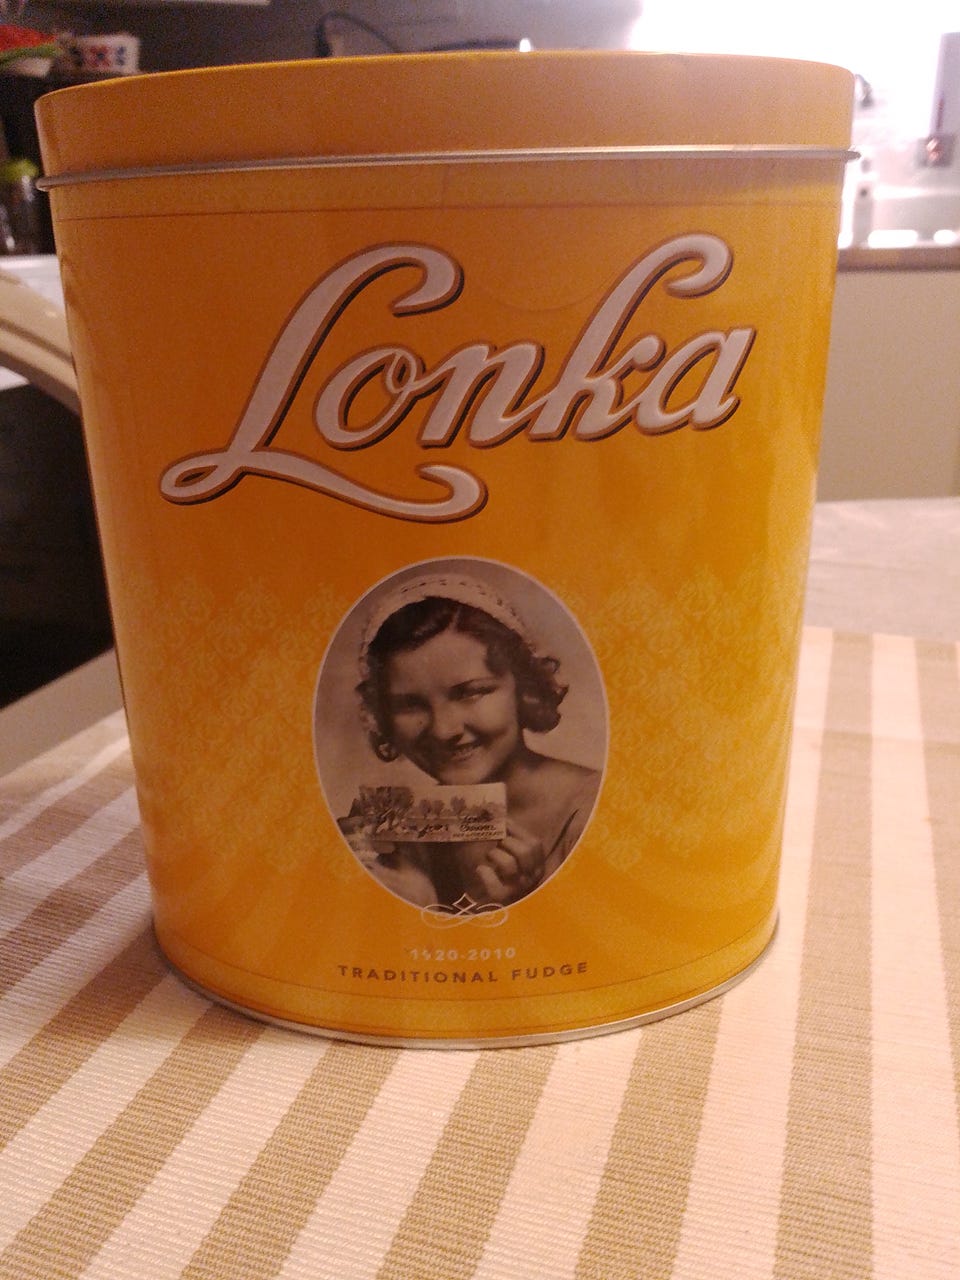 Lonka
1920-2010
TRADITIONAL FUDGE